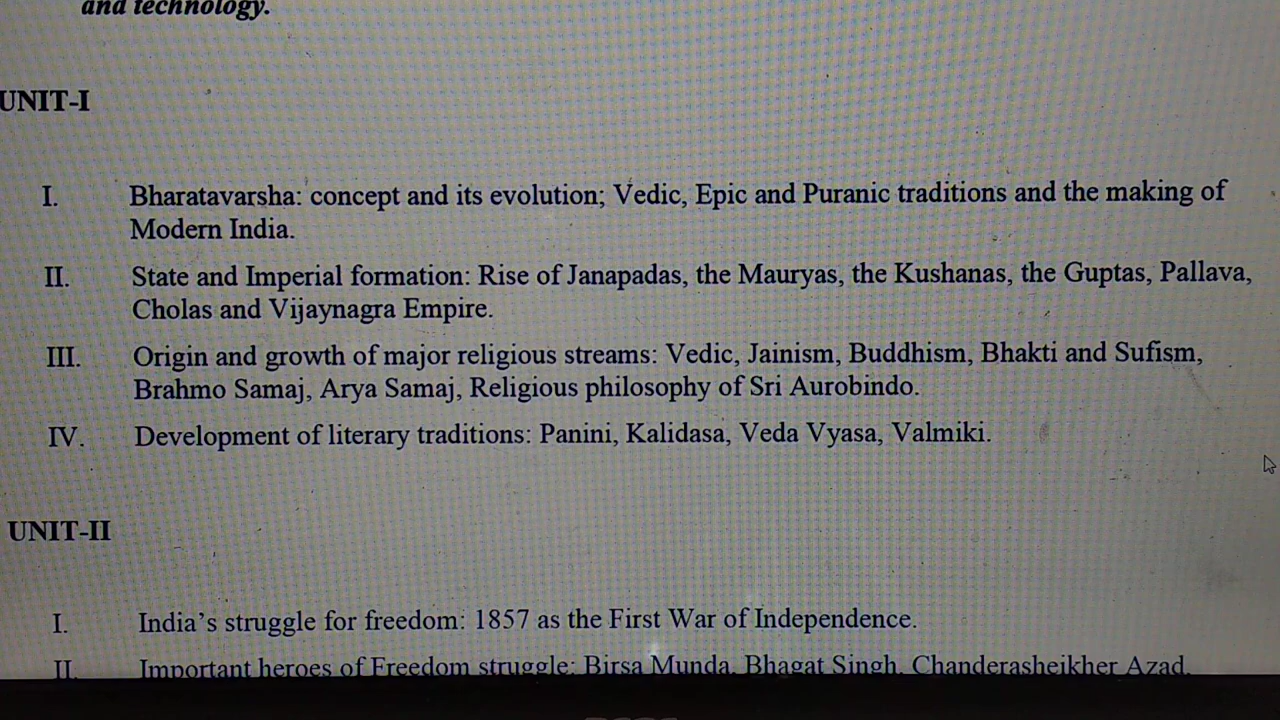 and technology.
UNIT-I
I. Bharatavarsha: concept and its evolution; Vedic, Epic and Puranic traditions and the making of
Modern India.
II. State and Imperial formation: Rise of Janapadas, the Mauryas, the Kushanas, the Guptas, Pallava,
Cholas and Vijaynagra Empire.
III. Origin and growth of major religious streams: Vedic, Jainism, Buddhism, Bhakti and Sufism,
Brahmo Samaj, Arya Samaj, Religious philosophy of Sri Aurobindo.
IV. Development of literary traditions: Panini, Kalidasa, Veda Vyasa, Valmiki.
UNIT-II
I. India’s struggle for freedom: 1857 as the First War of Independence.
II. Important heroes of Freedom struggle: Birsa Munda, Bhagat Singh, Chanderasheikher Azad,